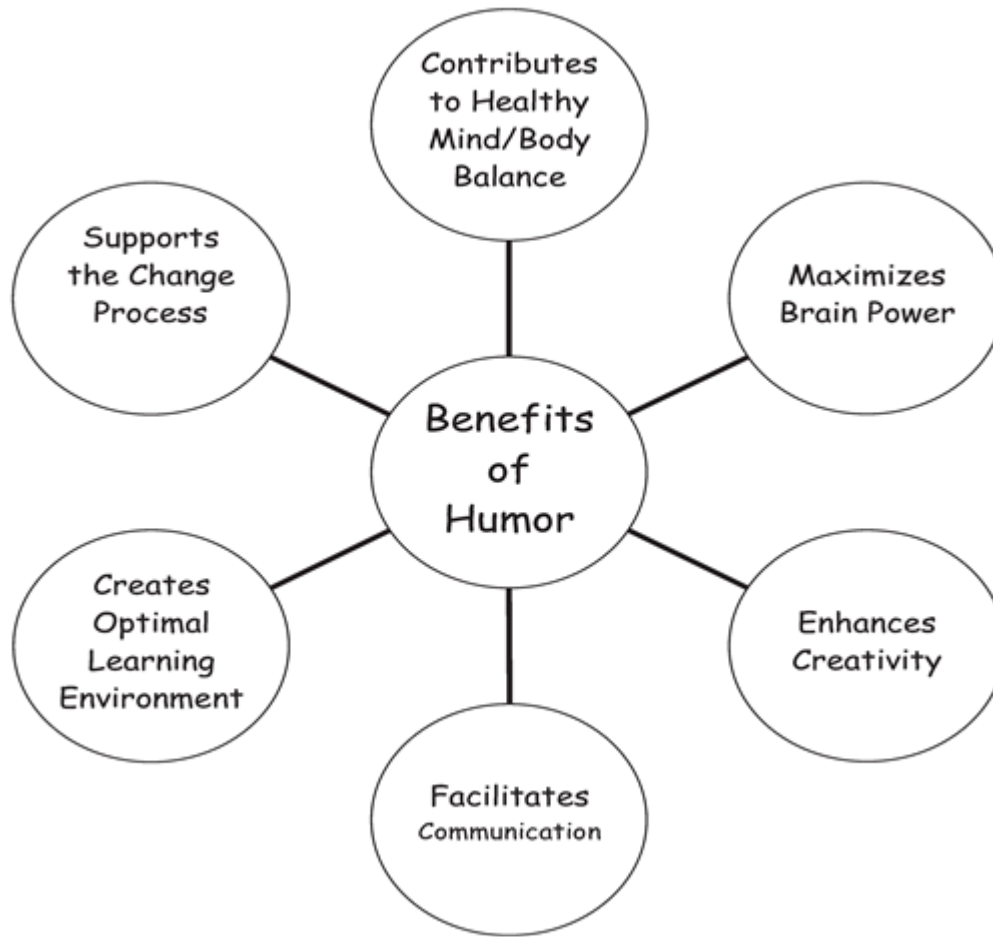 Contributes
to Healthy
Mind/Body
Balance
Supports
the Change
Process
Maximizes
Brain Power
Benefits
of
Humor
Creates
Optimal
Learning
Environment
Enhances
Creativity
Facilitates
Communication